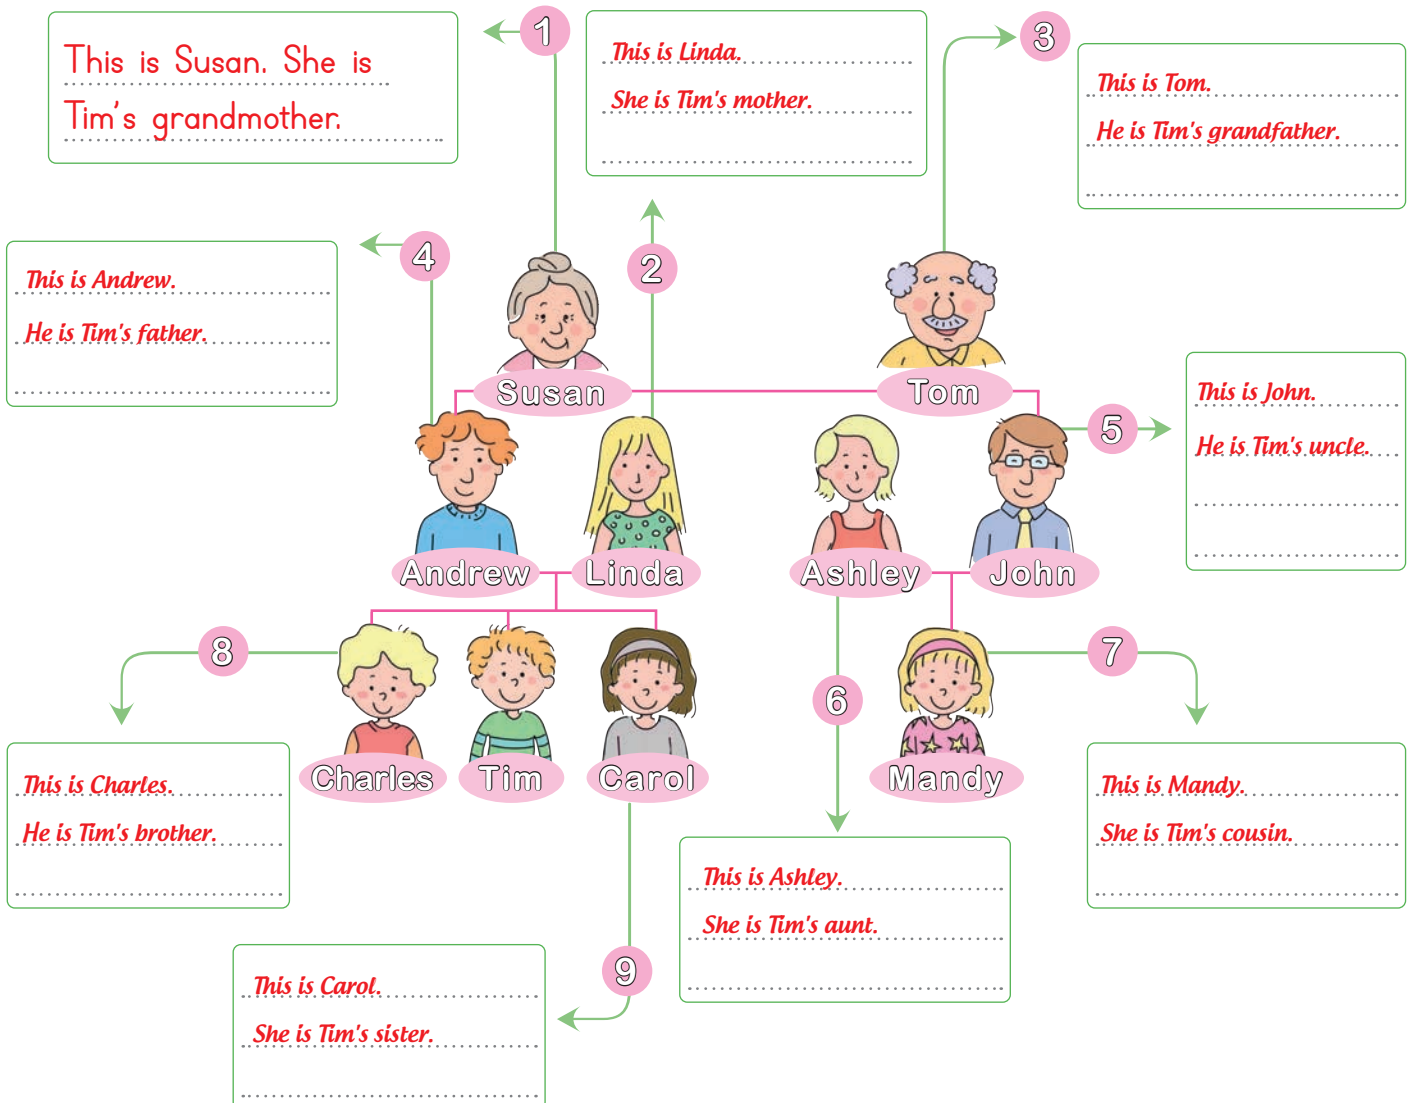 1
This is Susan. She is
Tim's grandmother.
This is Linda.
She is Tim's mother.
3
This is Tom.
He is Tim's grandfather.
4
This is Andrew.
He is Tim's father.
2
Susan
Tom
This is John.
He is Tim's uncle.
5
Andrew
Linda
Ashley
John
8
7
6
Charles
Tim
Carol
Mandy
This is Charles.
He is Tim's brother.
This is Mandy.
She is Tim's cousin.
This is Ashley.
She is Tim's aunt.
9
This is Carol.
She is Tim's sister.